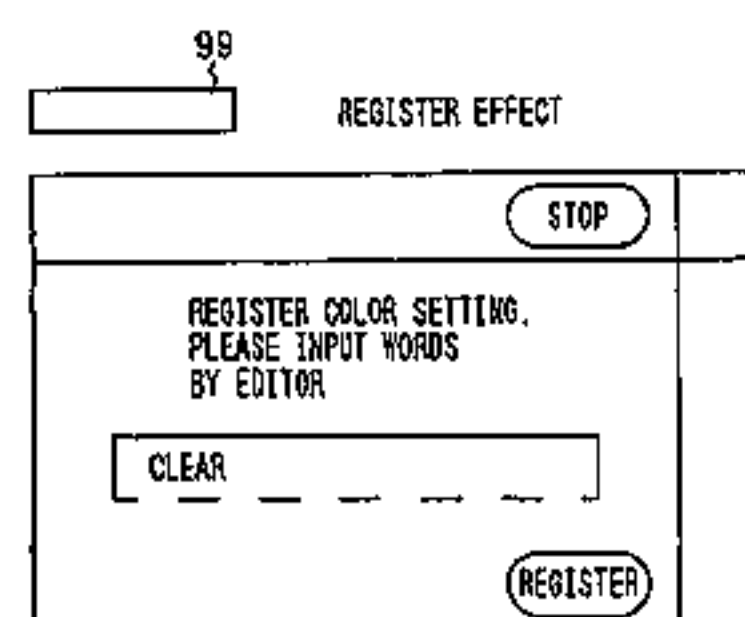 99
REGISTER EFFECT
STOP
REGISTER COLOR SETTING.
PLEASE INPUT WORDS
BY EDITOR
CLEAR
REGISTER